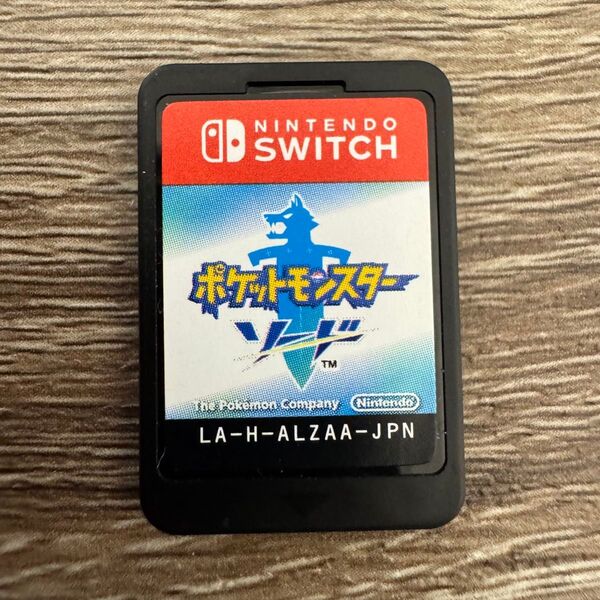 NINTENDO
SWITCH
ポケットモンスター
ソード
TM
The Pokémon Company Nintendo
LA-H-ALZAA-JPN